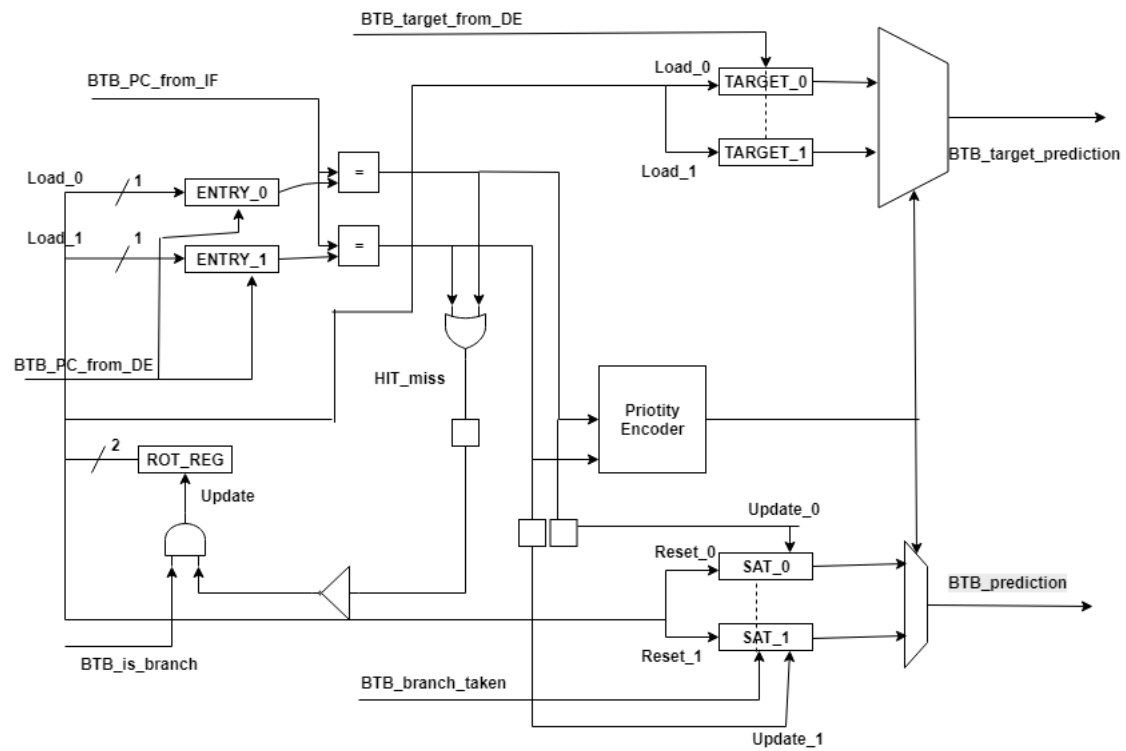 BTB_target_from_DE
BTB_PC_from_IF
Load_0
TARGET_0
Load_1
TARGET_1
BTB_target_prediction
Load_0
1
ENTRY_0
=
Load_1
1
ENTRY_1
=
BTB_PC_from_DE
HIT_miss
Priotity
Encoder
2
ROT_REG
Update
Update_0
Reset_0
SAT_0
BTB_prediction
Reset_1
SAT_1
BTB_is_branch
BTB_branch_taken
Update_1